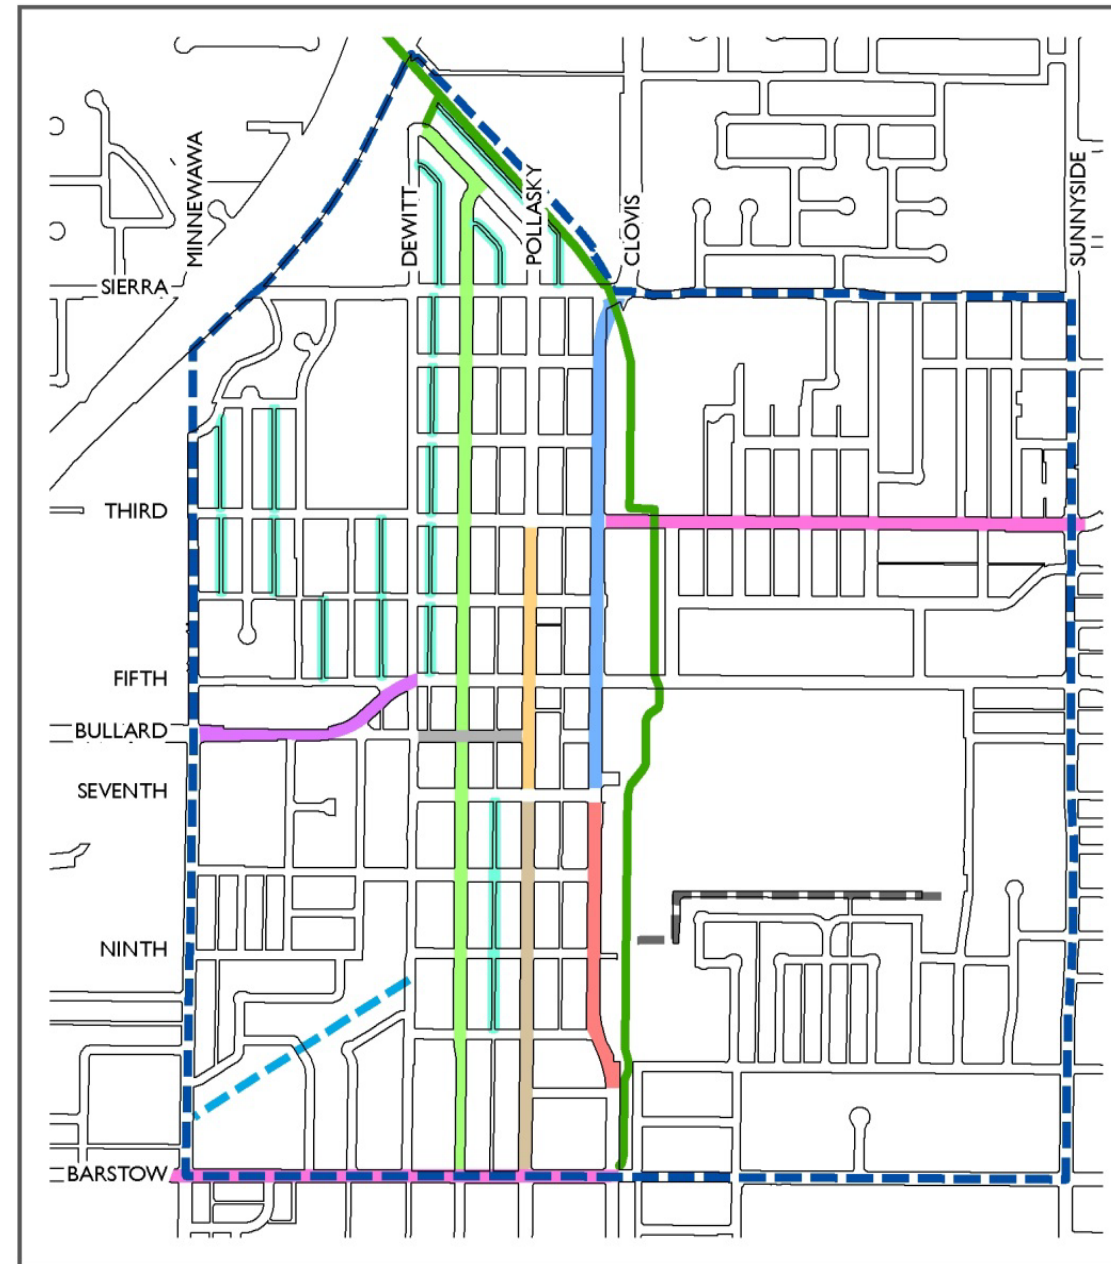 MINNEWAWA
DEWITT
POLLASKY
CLOVIS
SUNNYSIDE
SIERRA
THIRD
FIFTH
BULLARD
SEVENTH
NINTH
BARSTOW